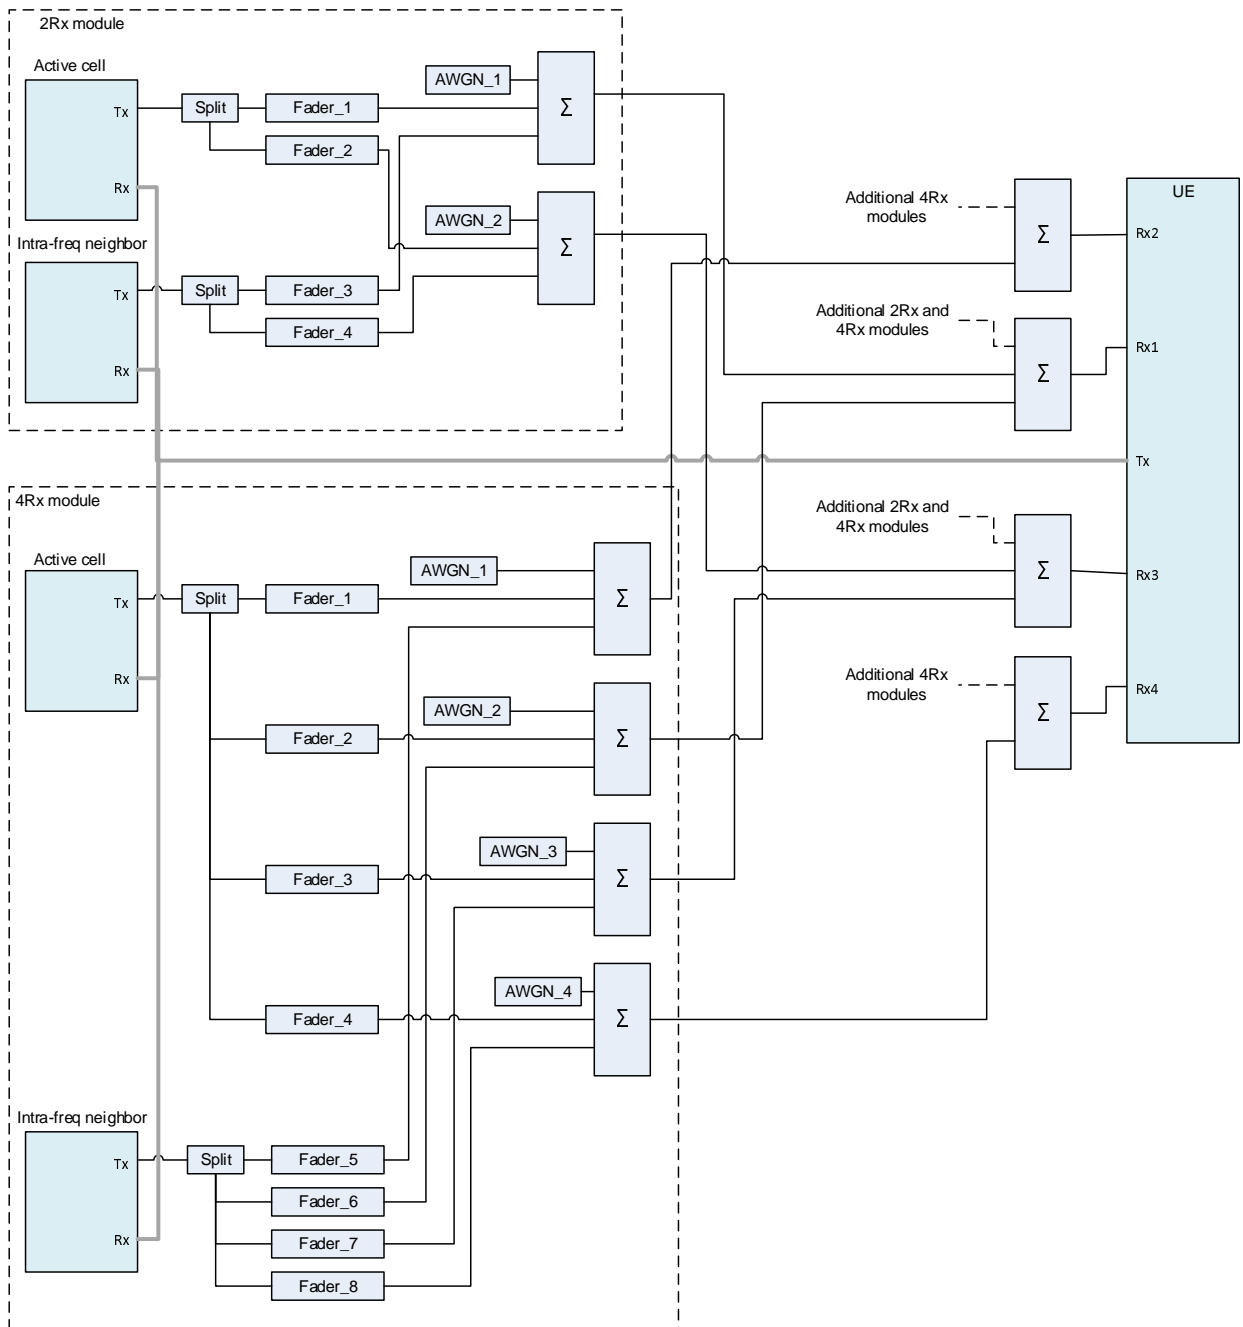 2Rx module
Active cell
Tx
Rx
Split
Fader_1
Fader_2
AWGN_1
Σ
Intra-freq neighbor
Tx
Rx
Split
Fader_3
Fader_4
AWGN_2
Σ
Additional 4Rx
modules
Σ
Additional 2Rx and
4Rx modules
Σ
UE
Rx2
Rx1
Tx
Rx3
Rx4
Additional 2Rx and
4Rx modules
Σ
Additional 4Rx
modules
Σ
4Rx module
Active cell
Tx
Rx
Split
Fader_1
AWGN_1
Σ
Fader_2
AWGN_2
Σ
Fader_3
AWGN_3
Σ
Fader_4
AWGN_4
Σ
Intra-freq neighbor
Tx
Rx
Split
Fader_5
Fader_6
Fader_7
Fader_8